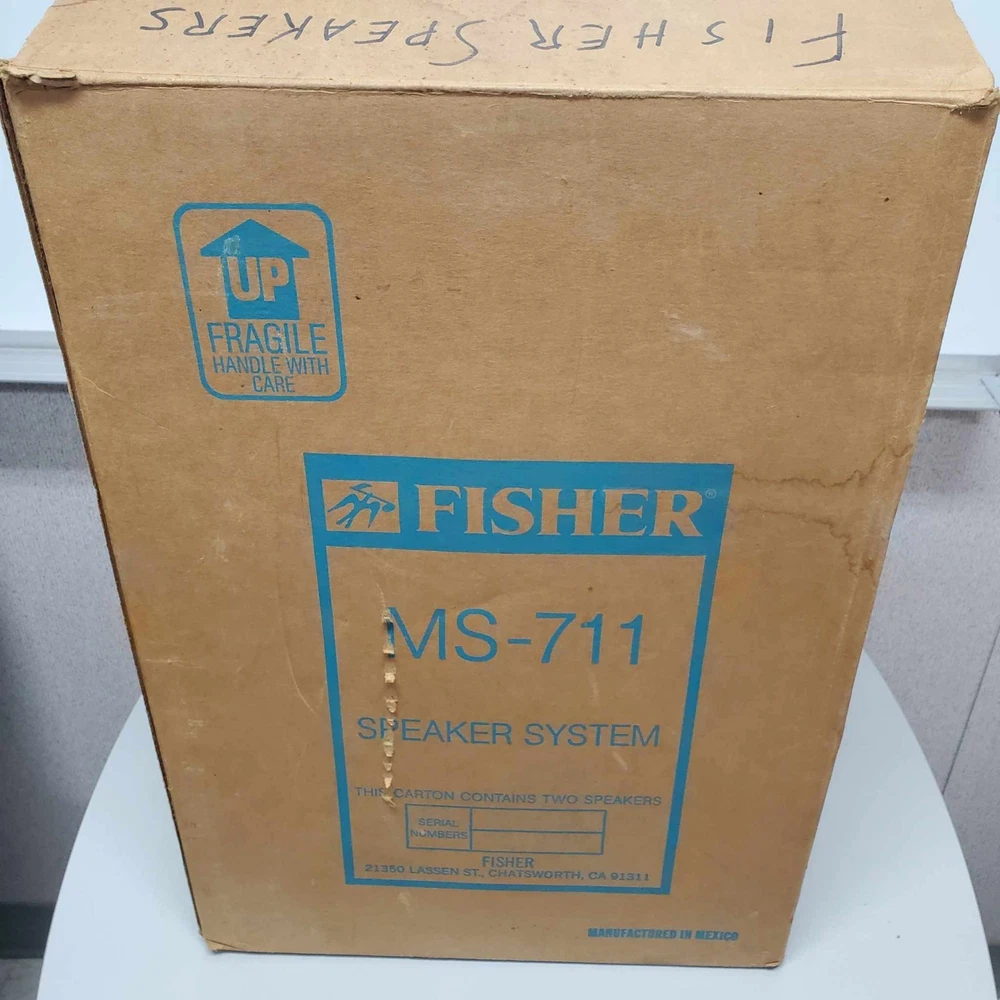 FISHER SPEAKERS
UP
FRAGILE
HANDLE WITH
CARE
FISHER®
MS-711
SPEAKER SYSTEM
THIS CARTON CONTAINS TWO SPEAKERS
SERIAL
NUMBERS
FISHER
21350 LASSEN ST., CHATSWORTH, CA 91311
MANUFACTURED IN MEXICO